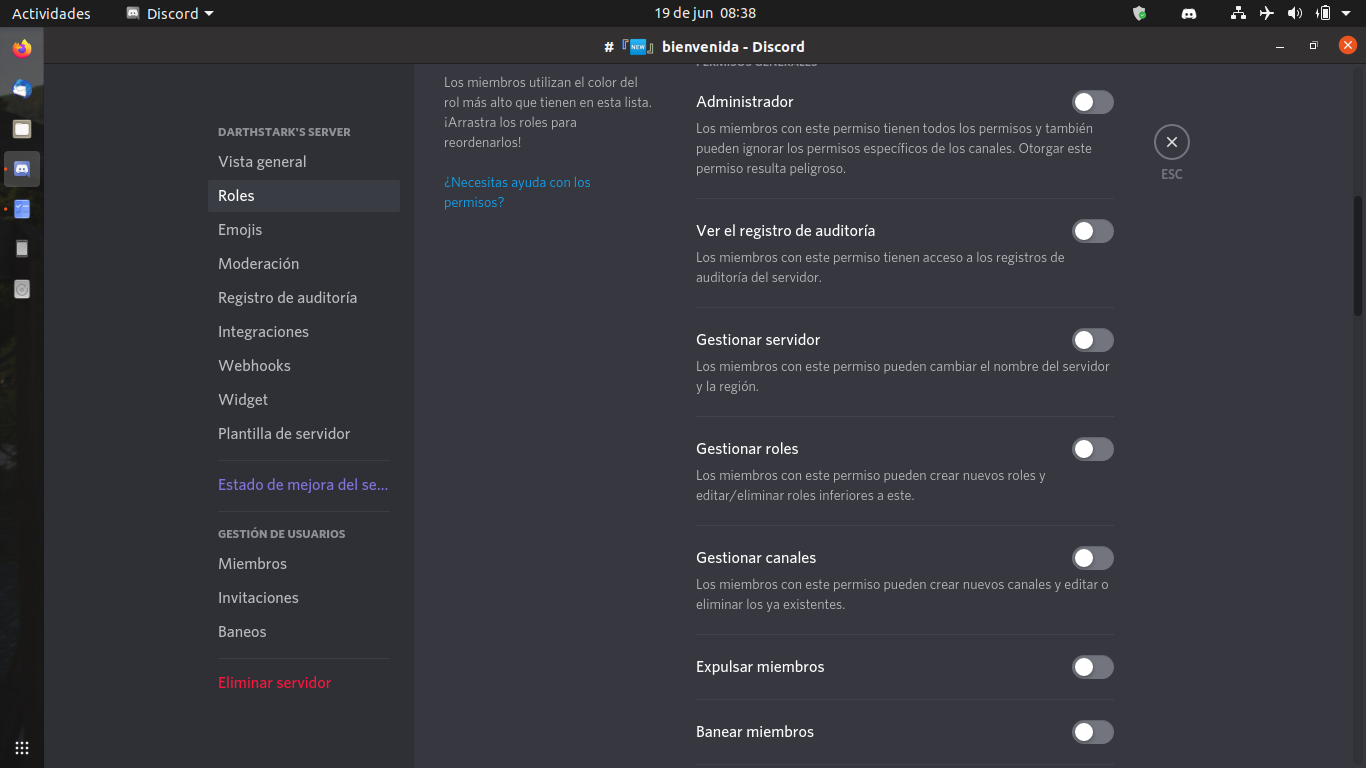 Actividades
Discord
19 de jun 08:38
# 『🆕』 bienvenida - Discord
DARTHSTARK'S SERVER
Vista general
Roles
Emojis
Moderación
Registro de auditoría
Integraciones
Webhooks
Widget
Plantilla de servidor
Estado de mejora del se...
GESTIÓN DE USUARIOS
Miembros
Invitaciones
Baneos
Eliminar servidor
Los miembros utilizan el color del
rol más alto que tienen en esta lista.
¡Arrastra los roles para
reordenarlos!
¿Necesitas ayuda con los
permisos?
PERMISOS GENERALES
Administrador
Los miembros con este permiso tienen todos los permisos y también
pueden ignorar los permisos específicos de los canales. Otorgar este
permiso resulta peligroso.
Ver el registro de auditoría
Los miembros con este permiso tienen acceso a los registros de
auditoría del servidor.
Gestionar servidor
Los miembros con este permiso pueden cambiar el nombre del servidor
y la región.
Gestionar roles
Los miembros con este permiso pueden crear nuevos roles y
editar/eliminar roles inferiores a este.
Gestionar canales
Los miembros con este permiso pueden crear nuevos canales y editar o
eliminar los ya existentes.
Expulsar miembros
Banear miembros
ESC